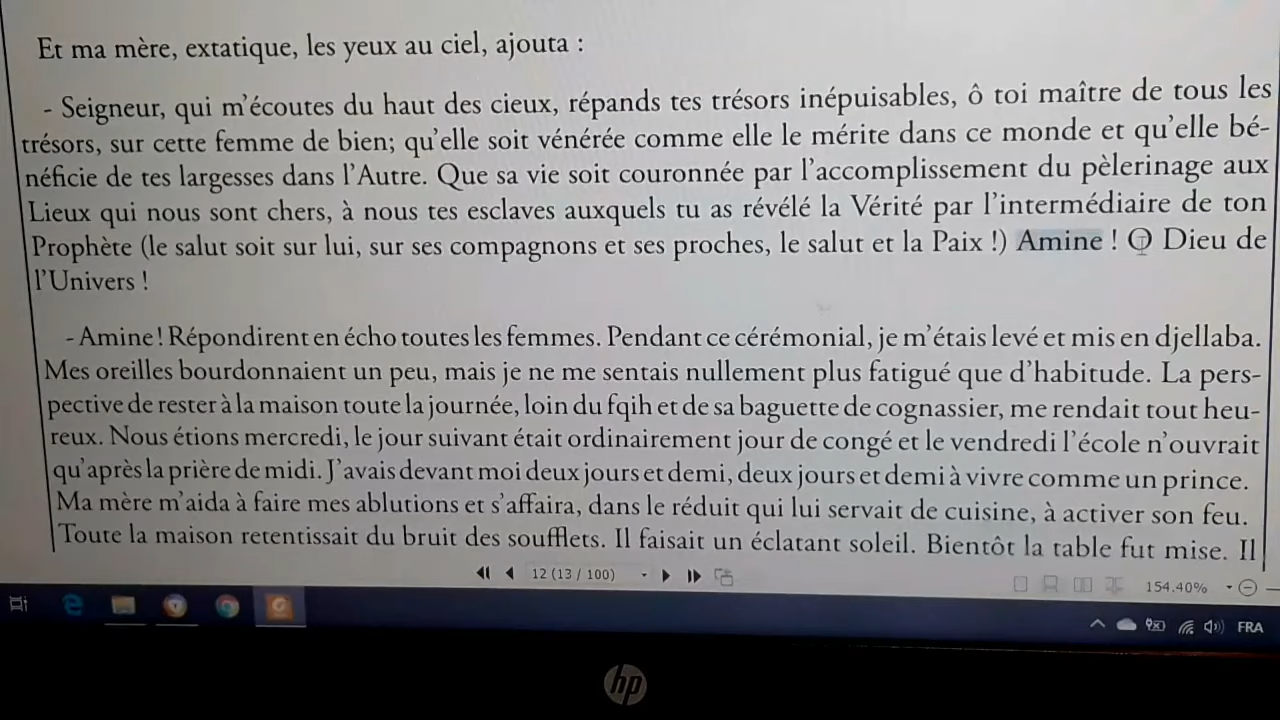 Et ma mère, extatique, les yeux au ciel, ajouta :
- Seigneur, qui m'écoutes du haut des cieux, répands tes trésors inépuisables, ô toi maître de tous les
trésors, sur cette femme de bien; qu'elle soit vénérée comme elle le mérite dans ce monde et qu'elle bé-
néficie de tes largesses dans l'Autre. Que sa vie soit couronnée par l'accomplissement du pèlerinage aux
Lieux qui nous sont chers, à nous tes esclaves auxquels tu as révélé la Vérité par l'intermédiaire de ton
Prophète (le salut soit sur lui, sur ses compagnons et ses proches, le salut et la Paix !) Amine ! O Dieu de
l'Univers !
- Amine ! Répondirent en écho toutes les femmes. Pendant ce cérémonial, je m'étais levé et mis en djellaba.
Mes oreilles bourdonnaient un peu, mais je ne me sentais nullement plus fatigué que d'habitude. La pers-
pective de rester à la maison toute la journée, loin du fqih et de sa baguette de cognassier, me rendait tout heu-
reux. Nous étions mercredi, le jour suivant était ordinairement jour de congé et le vendredi l'école n'ouvrait
qu'après la prière de midi. J'avais devant moi deux jours et demi, deux jours et demi à vivre comme un prince.
Ma mère m'aida à faire mes ablutions et s'affaira, dans le réduit qui lui servait de cuisine, à activer son feu.
Toute la maison retentissait du bruit des soufflets. Il faisait un éclatant soleil. Bientôt la table fut mise. Il
12 (13 / 100)
154.40%
FRA
hp